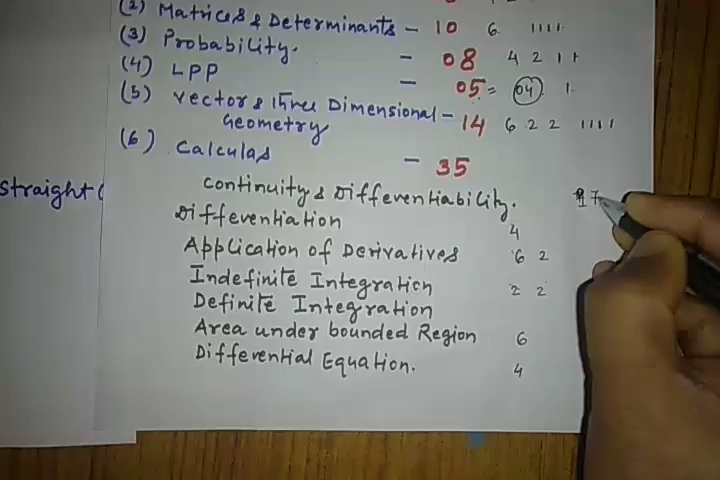 (2) Matrices & Determinants - 10 6 1111
(3) Probability. - 08 4 2 1 1
(4) LPP - 05 = 04 1.
(5) Vector & Three Dimensional Geometry - 14 6 2 2 1111
(6) Calculas - 35
Straight (
Continuity & Differentiability. 17
Differentiation 4
Application of Derivatives 6 2
Indefinite Integration 2 2
Definite Integration
Area under bounded Region 6
Differential Equation. 4